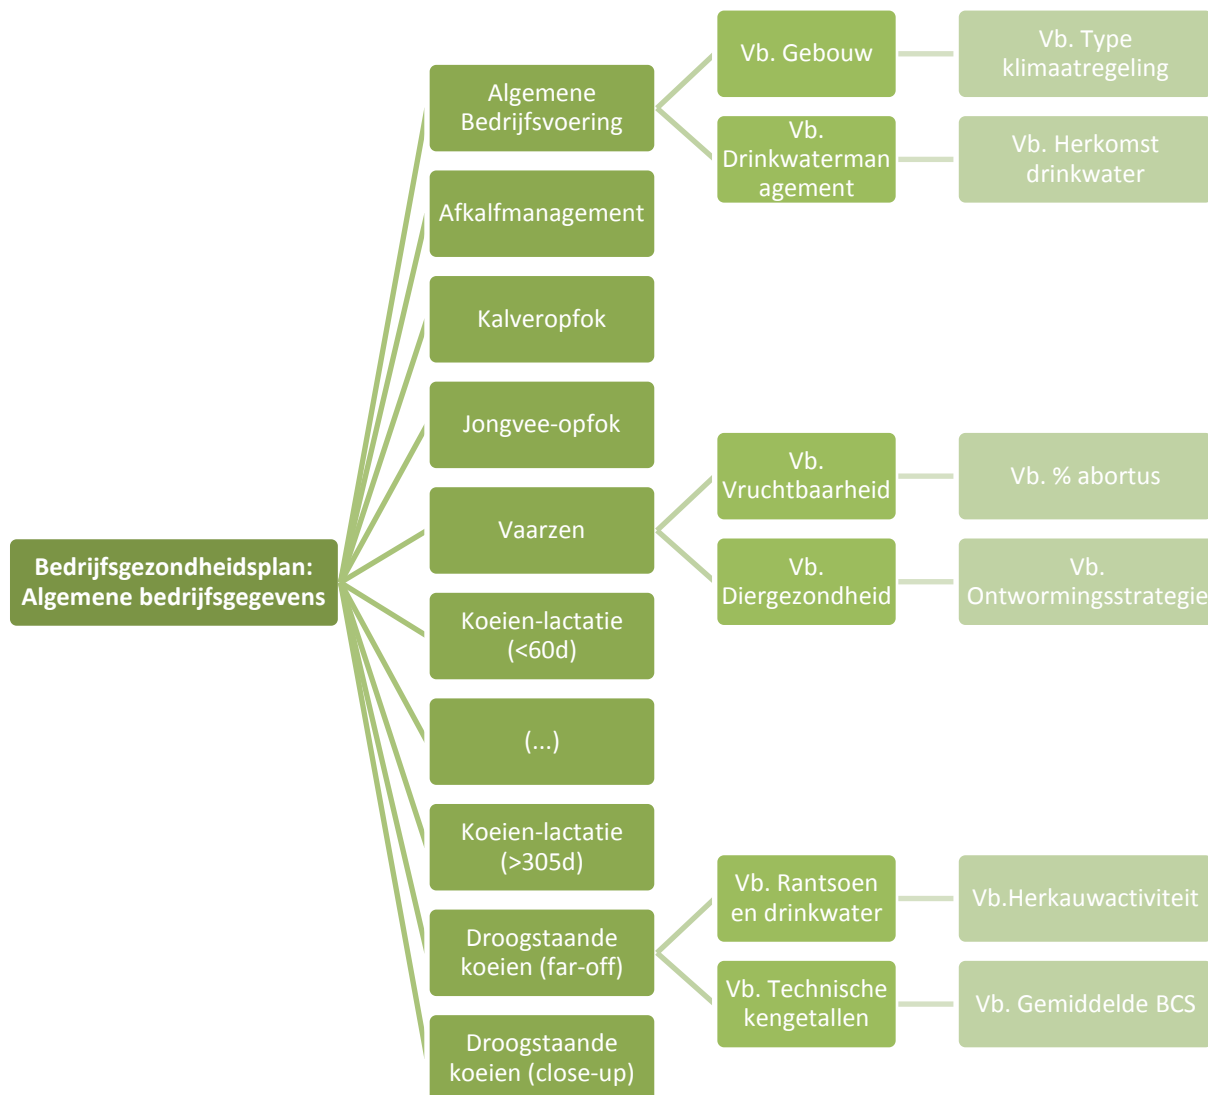 Bedrijfsgezondheidsplan:
Algemene bedrijfsgegevens
Algemene
Bedrijfsvoering
Vb. Gebouw
Vb. Type
klimaatregeling
Vb.
Drinkwaterman
agement
Vb. Herkomst
drinkwater
Afkalfmanagement
Kalveropfok
Jongvee-opfok
Vaarzen
Vb.
Vruchtbaarheid
Vb. % abortus
Vb.
Diergezondheid
Vb.
Ontwormingsstrategie
Koeien-lactatie
(<60d)
(...)
Koeien-lactatie
(>305d)
Droogstaande
koeien (far-off)
Vb. Rantsoen
en drinkwater
Vb.Herkauwactiviteit
Vb. Technische
kengetallen
Vb. Gemiddelde BCS
Droogstaande
koeien (close-up)